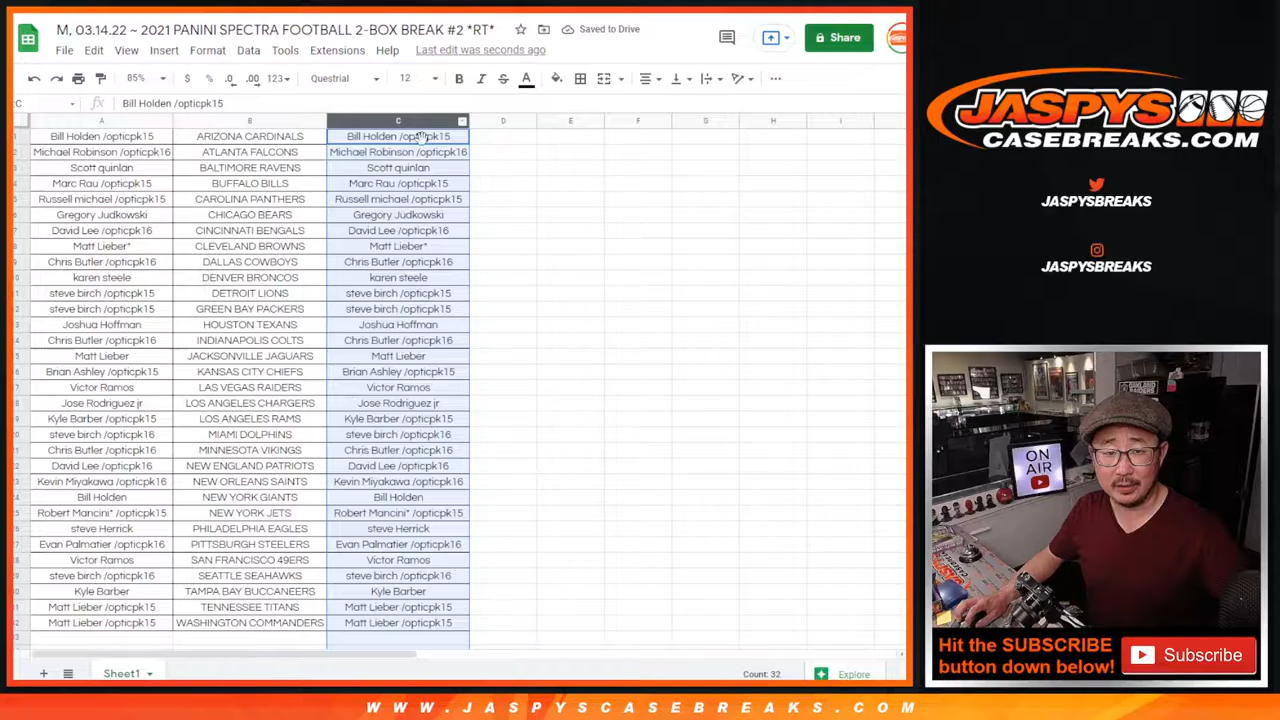 M, 03.14.22 ~ 2021 PANINI SPECTRA FOOTBALL 2-BOX BREAK #2 *RT*
Saved to Drive
File Edit View Insert Format Data Tools Extensions Help Last edit was seconds ago
Share
85% $ % .0 .00 123 Questrial 12 B I S A
C fx Bill Holden /opticpk15
A B C D E F G H I
Bill Holden /opticpk15 ARIZONA CARDINALS Bill Holden /opticpk15
Michael Robinson /opticpk16 ATLANTA FALCONS Michael Robinson /opticpk16
Scott quinlan BALTIMORE RAVENS Scott quinlan
Marc Rau /opticpk15 BUFFALO BILLS Marc Rau /opticpk15
Russell michael /opticpk15 CAROLINA PANTHERS Russell michael /opticpk15
Gregory Judkowski CHICAGO BEARS Gregory Judkowski
David Lee /opticpk16 CINCINNATI BENGALS David Lee /opticpk16
Matt Lieber* CLEVELAND BROWNS Matt Lieber*
Chris Butler /opticpk16 DALLAS COWBOYS Chris Butler /opticpk16
karen steele DENVER BRONCOS karen steele
steve birch /opticpk15 DETROIT LIONS steve birch /opticpk15
steve birch /opticpk15 GREEN BAY PACKERS steve birch /opticpk15
Joshua Hoffman HOUSTON TEXANS Joshua Hoffman
Chris Butler /opticpk16 INDIANAPOLIS COLTS Chris Butler /opticpk16
Matt Lieber JACKSONVILLE JAGUARS Matt Lieber
Brian Ashley /opticpk15 KANSAS CITY CHIEFS Brian Ashley /opticpk15
Victor Ramos LAS VEGAS RAIDERS Victor Ramos
Jose Rodriguez jr LOS ANGELES CHARGERS Jose Rodriguez jr
Kyle Barber /opticpk15 LOS ANGELES RAMS Kyle Barber /opticpk15
steve birch /opticpk16 MIAMI DOLPHINS steve birch /opticpk16
Chris Butler /opticpk16 MINNESOTA VIKINGS Chris Butler /opticpk16
David Lee /opticpk16 NEW ENGLAND PATRIOTS David Lee /opticpk16
Kevin Miyakawa /opticpk16 NEW ORLEANS SAINTS Kevin Miyakawa /opticpk16
Bill Holden NEW YORK GIANTS Bill Holden
Robert Mancini* /opticpk15 NEW YORK JETS Robert Mancini* /opticpk15
steve Herrick PHILADELPHIA EAGLES steve Herrick
Evan Palmatier /opticpk16 PITTSBURGH STEELERS Evan Palmatier /opticpk16
Victor Ramos SAN FRANCISCO 49ERS Victor Ramos
steve birch /opticpk16 SEATTLE SEAHAWKS steve birch /opticpk16
Kyle Barber TAMPA BAY BUCCANEERS Kyle Barber
Matt Lieber /opticpk15 TENNESSEE TITANS Matt Lieber /opticpk15
Matt Lieber /opticpk15 WASHINGTON COMMANDERS Matt Lieber /opticpk15
Sheet1
Count: 32
Explore
JASPYS
CASEBREAKS.COM
JASPYSBREAKS
JASPYSBREAKS
ON
AIR
Hit the SUBSCRIBE
button down below!
Subscribe
WWW.JASPYSCASEBREAKS.COM